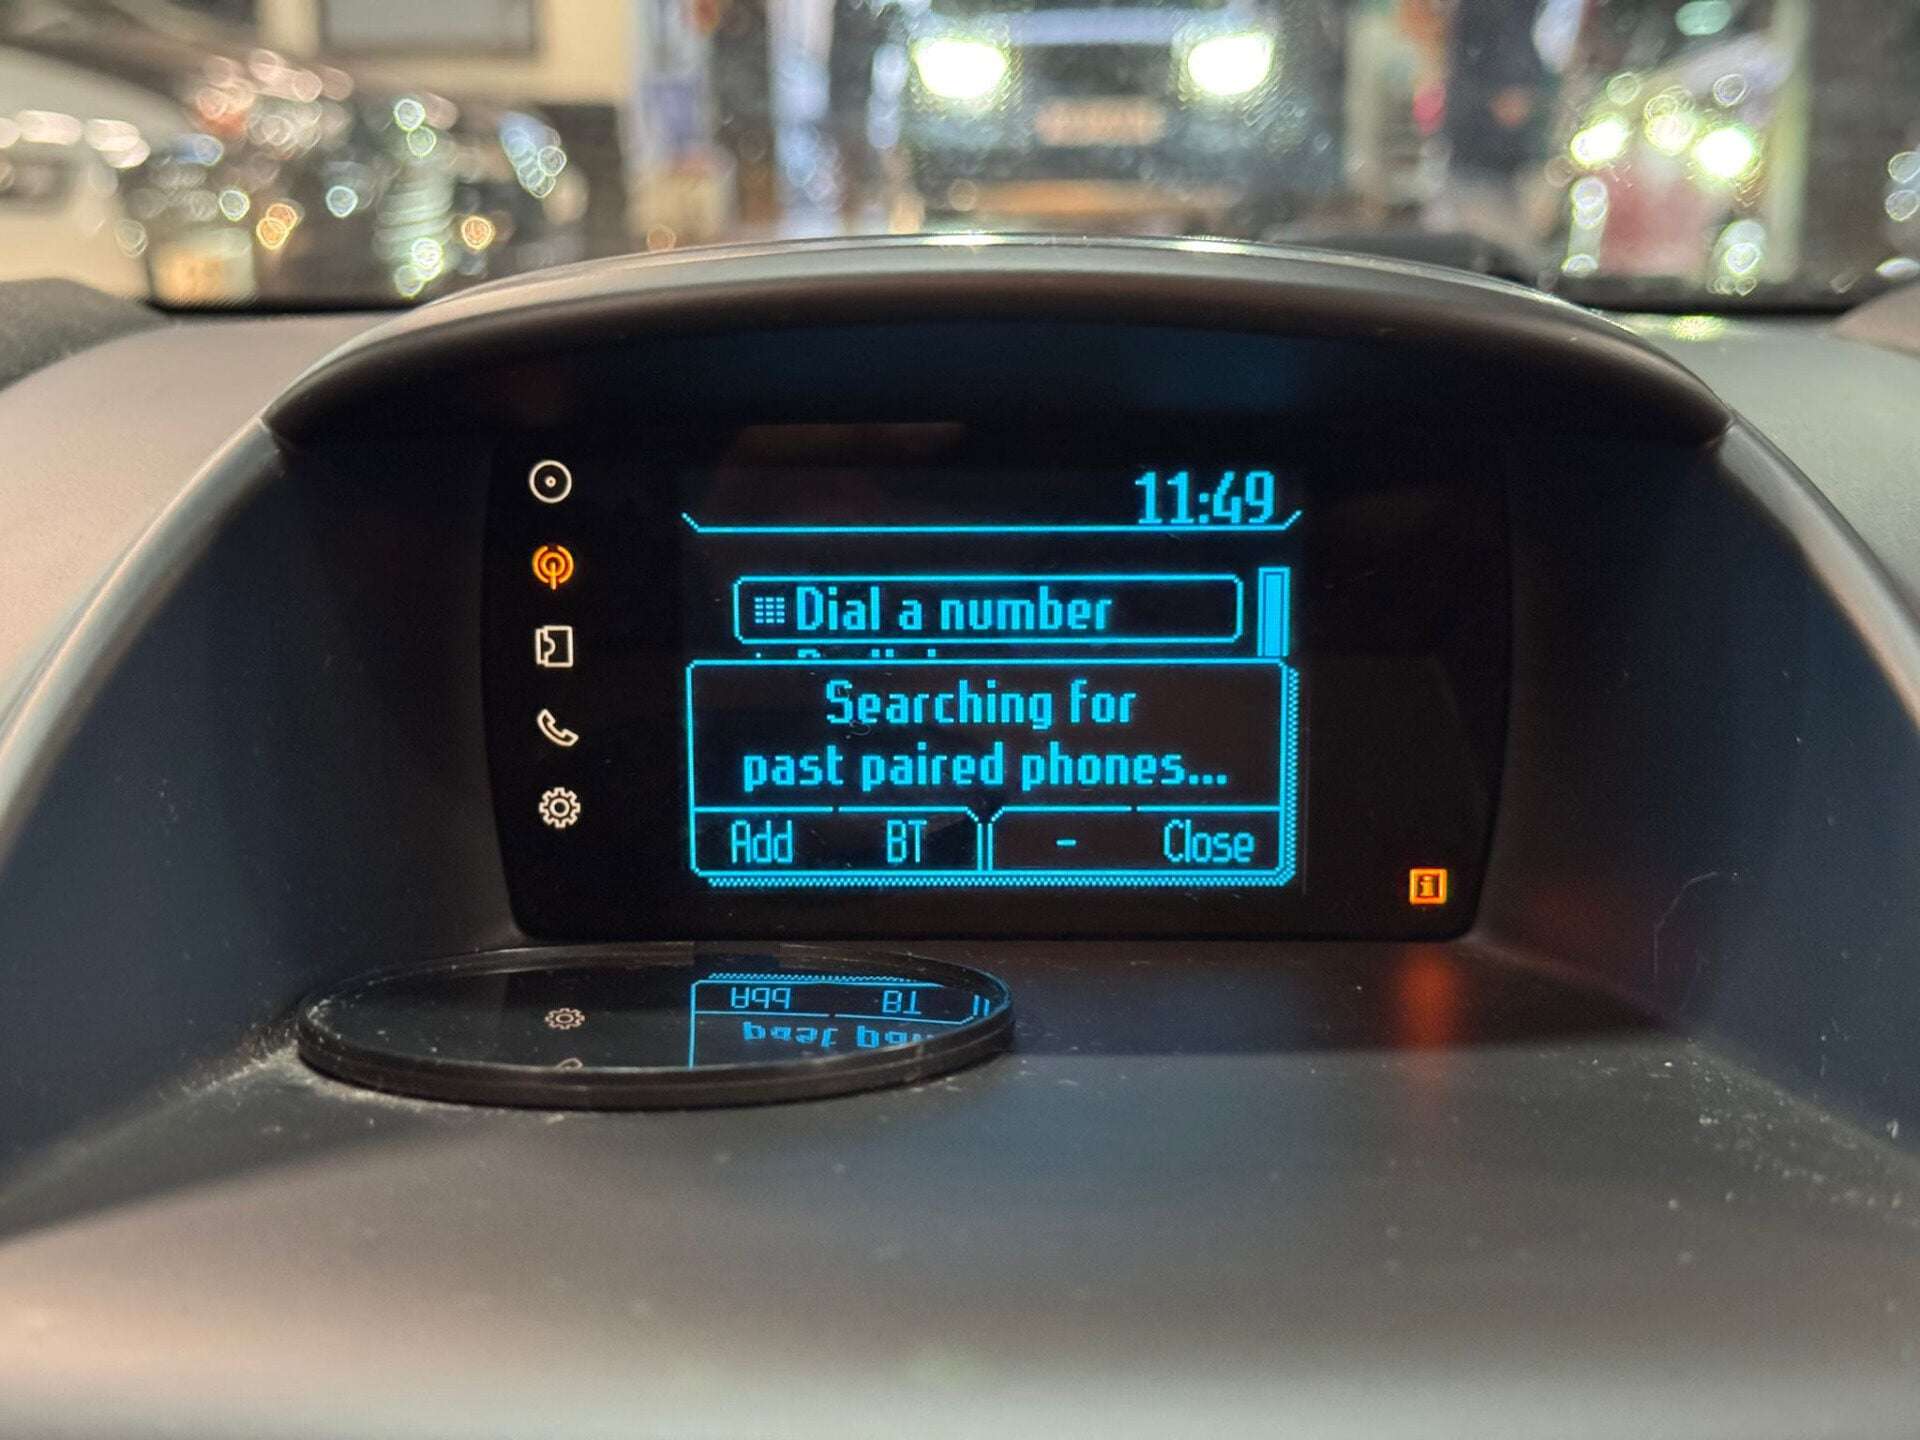 11:49
Dial a number
Searching for
past paired phones...
Add BT - Close
i